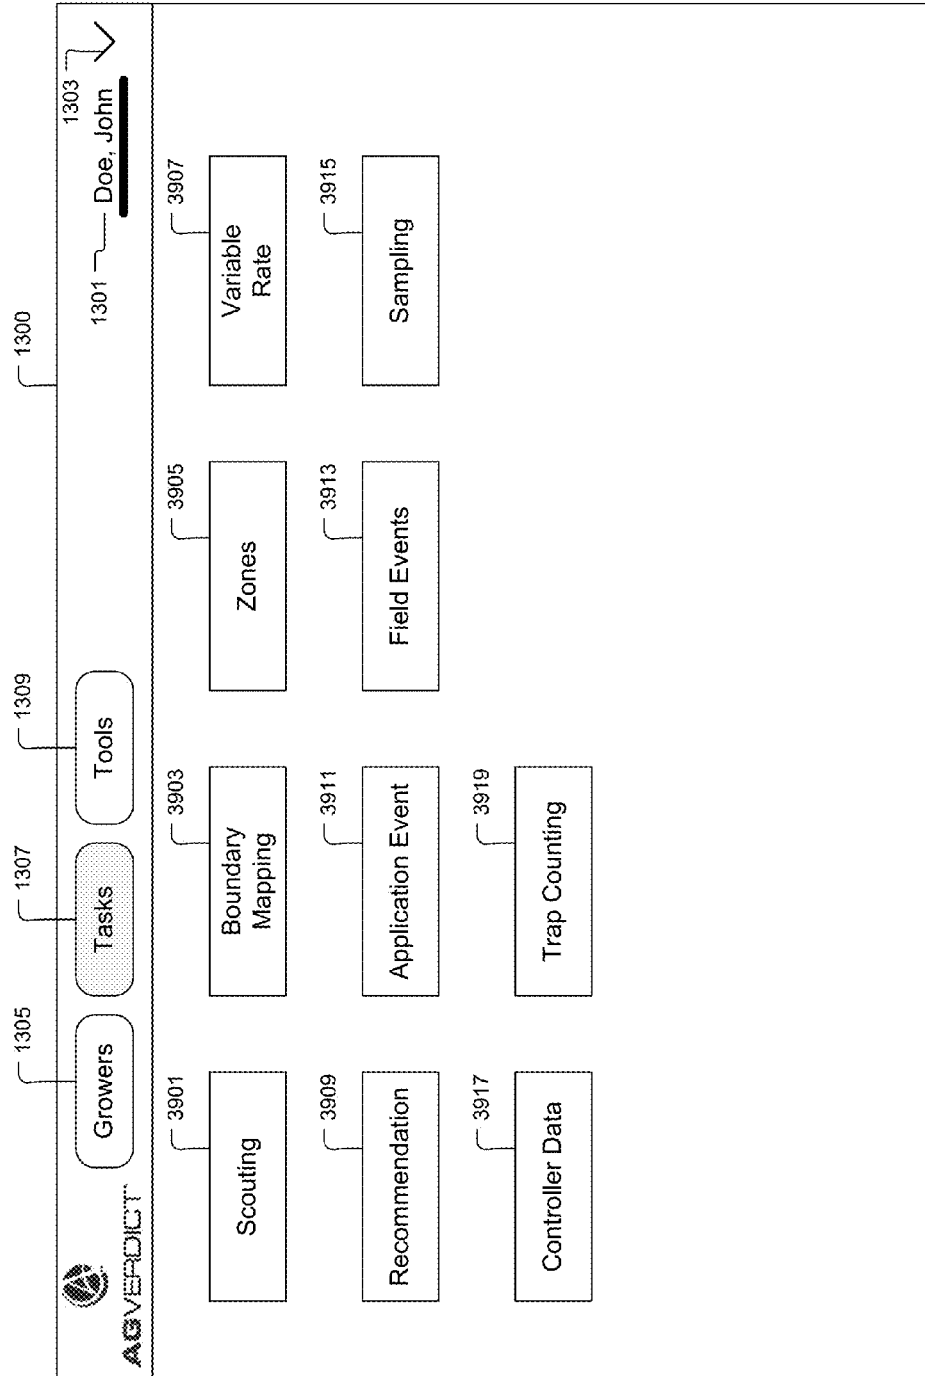 1300
1303
1305
1307
1309
1301
AGVERDICT
Growers
Tasks
Tools
Doe, John
3901
3903
3905
3907
Scouting
Boundary
Mapping
Zones
Variable
Rate
3909
3911
3913
3915
Recommendation
Application Event
Field Events
Sampling
3917
3919
Controller Data
Trap Counting